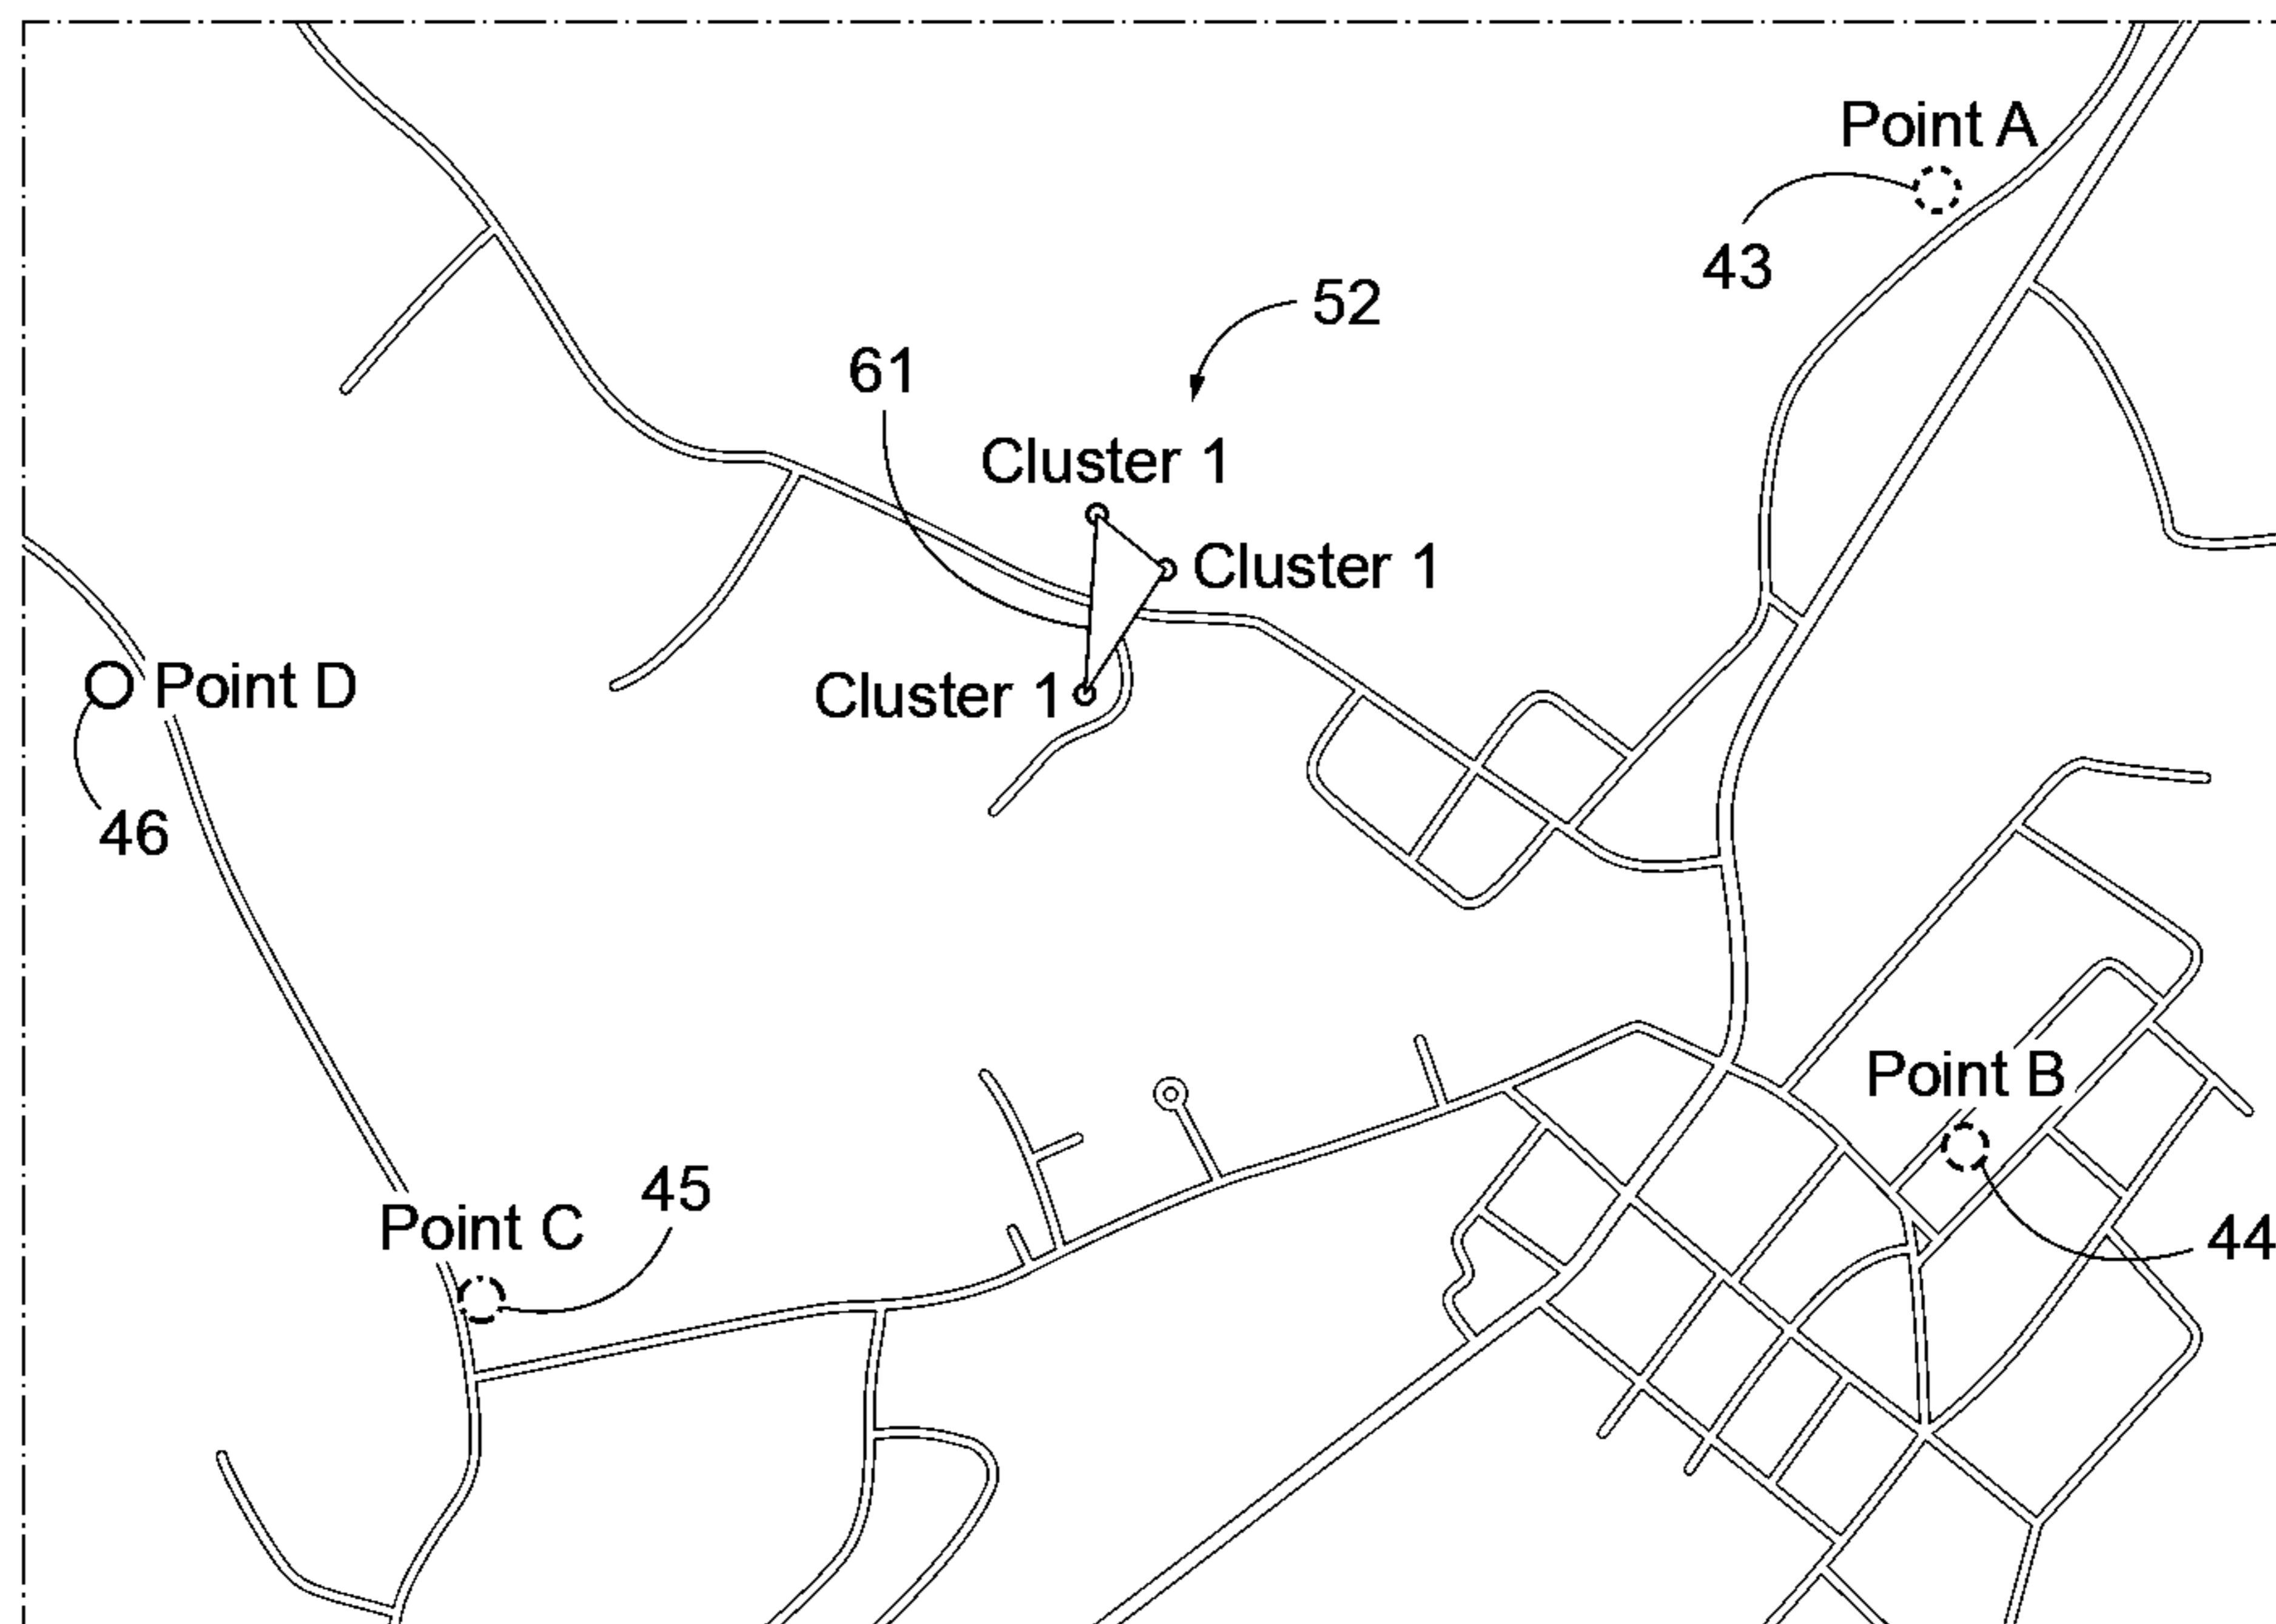 Point A
43
52
61
Cluster 1
Cluster 1
Point D
Cluster 1
46
Point B
45
Point C
44